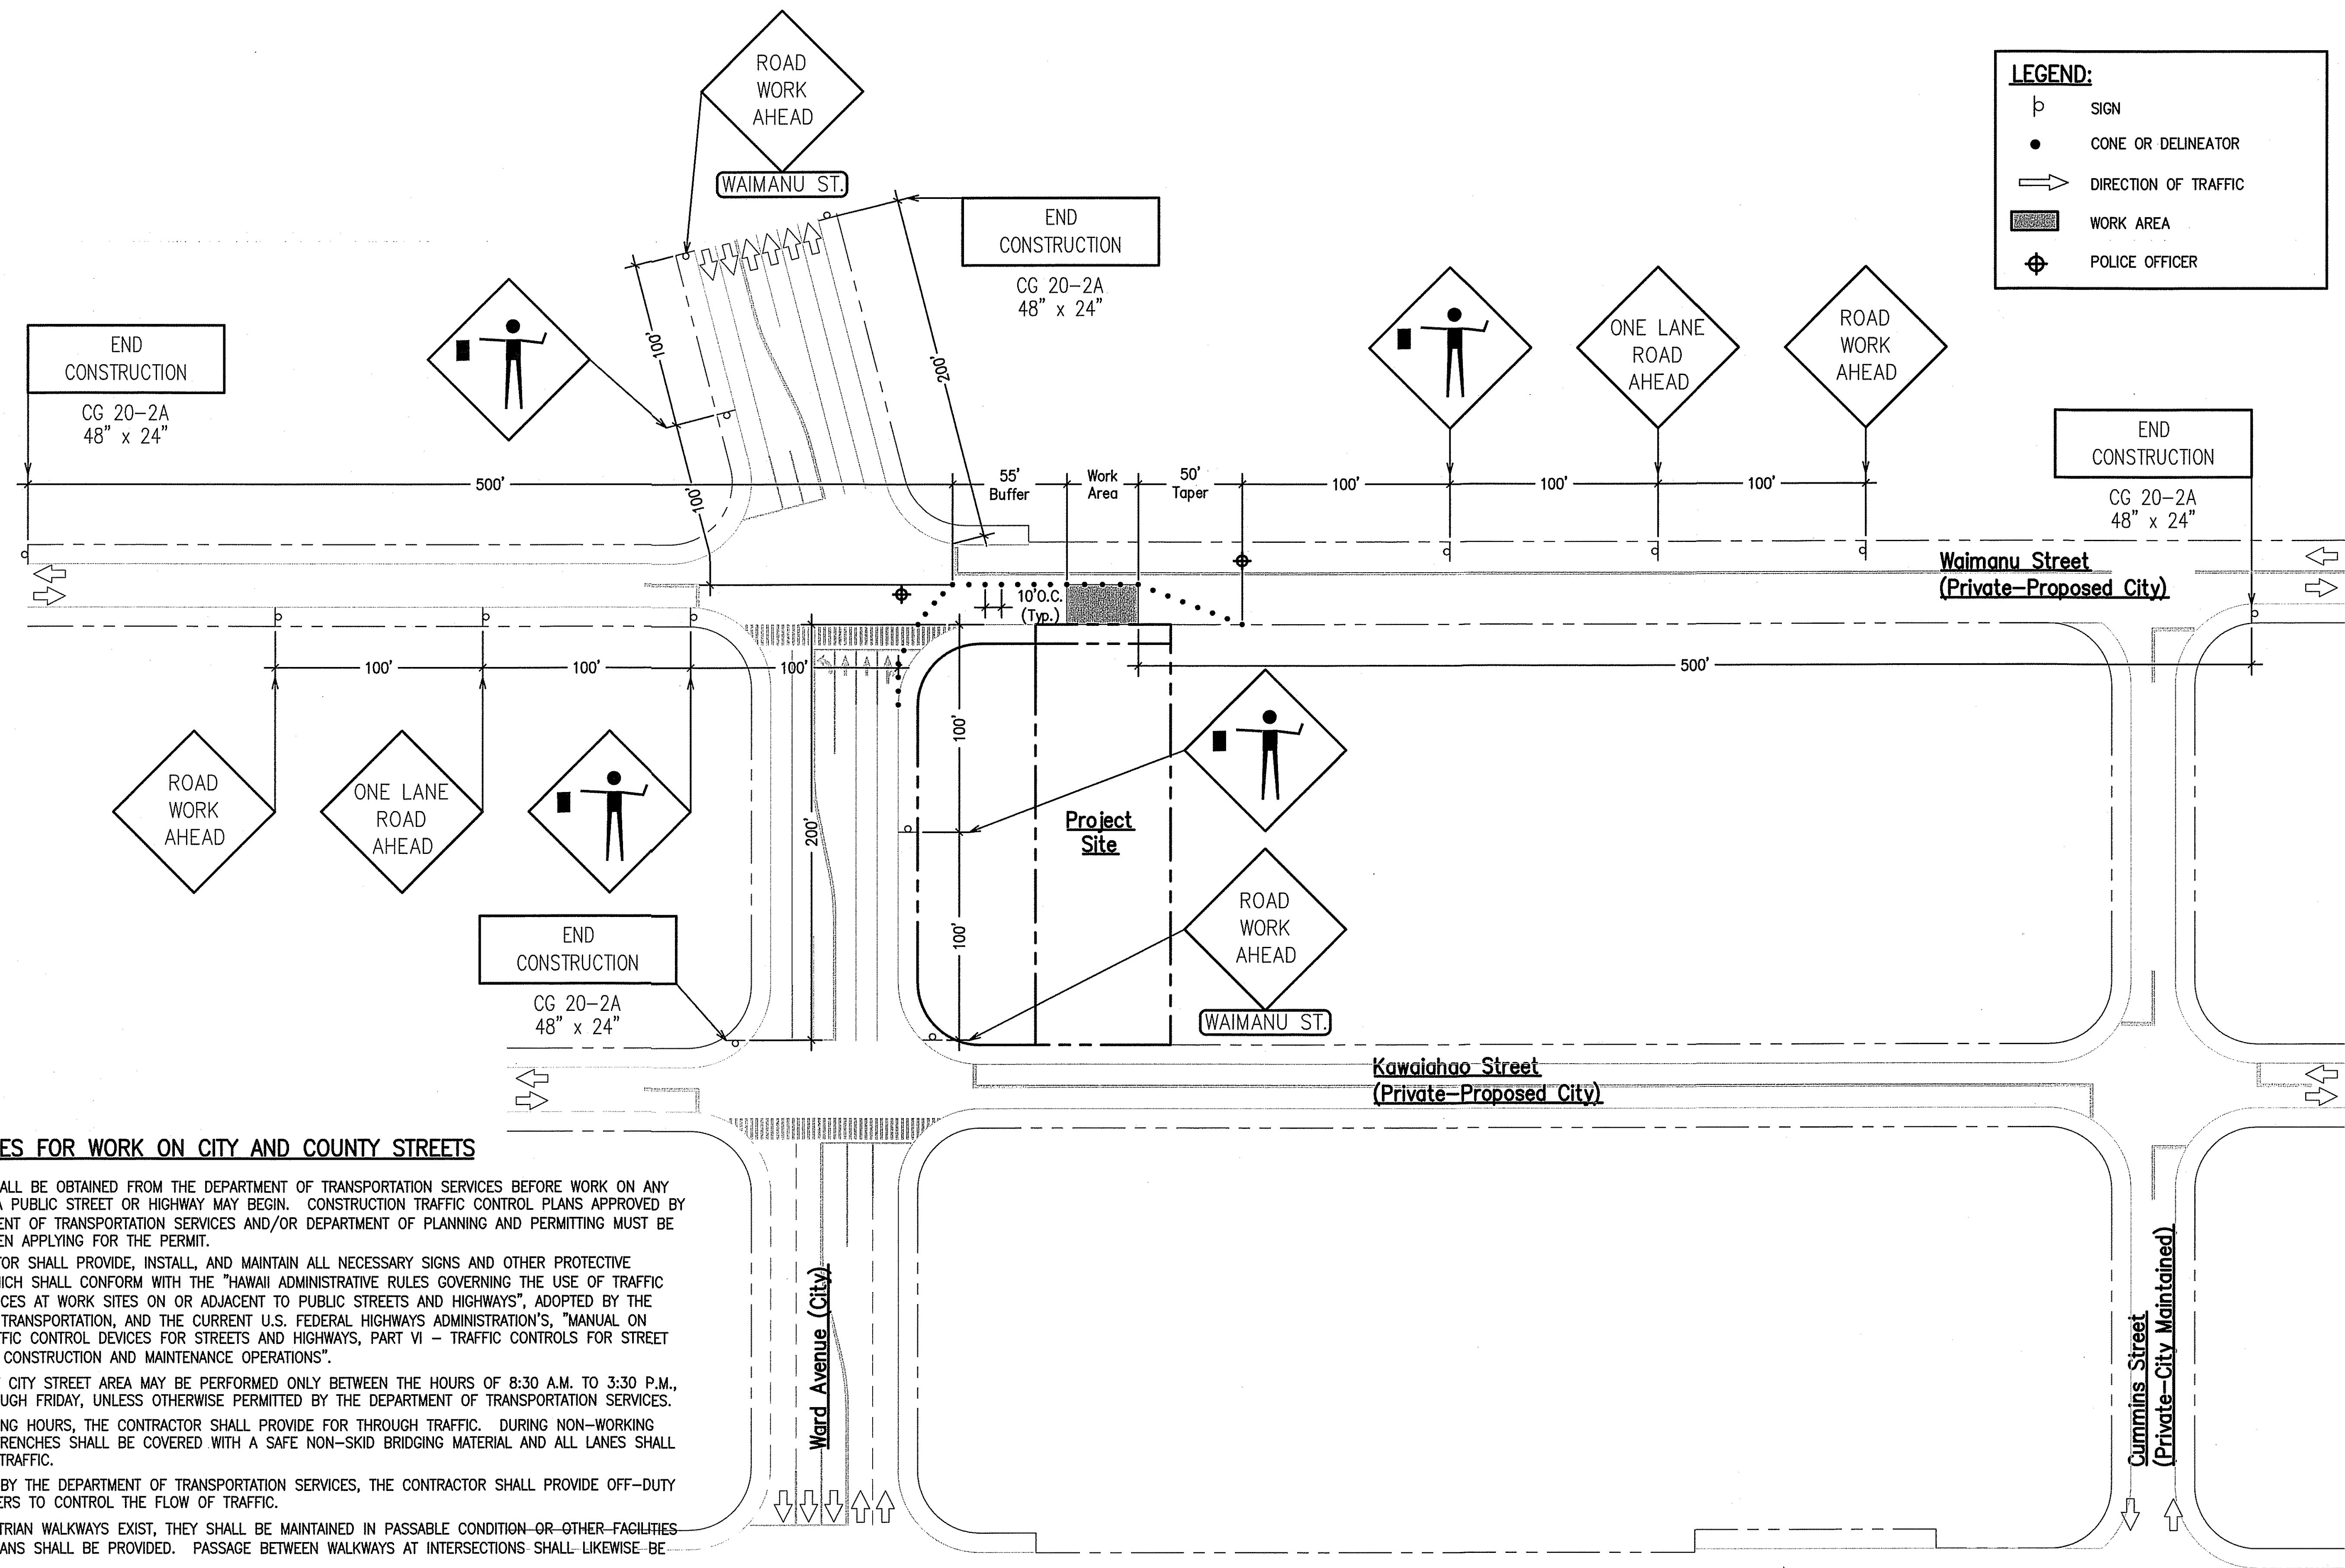 ROAD
WORK
AHEAD
WAIMANU ST.
END
CONSTRUCTION
CG 20-2A
48" x 24"
LEGEND:
SIGN
CONE OR DELINEATOR
DIRECTION OF TRAFFIC
WORK AREA
POLICE OFFICER
END
CONSTRUCTION
CG 20-2A
48" x 24"
100'
200'
100'
ONE LANE
ROAD
AHEAD
ROAD
WORK
AHEAD
END
CONSTRUCTION
CG 20-2A
48" x 24"
500'
55'
Buffer
Work
Area
50'
Taper
100'
100'
100'
Waimanu Street
(Private-Proposed City)
10'O.C.
(Typ.)
100'
100'
100'
500'
ROAD
WORK
AHEAD
ONE LANE
ROAD
AHEAD
200'
100'
100'
Project
Site
END
CONSTRUCTION
CG 20-2A
48" x 24"
ROAD
WORK
AHEAD
WAIMANU ST.
Kawaiahao Street
(Private-Proposed City)
Ward Avenue (City)
Cummins Street
(Private-City Maintained)
ES FOR WORK ON CITY AND COUNTY STREETS
ALL BE OBTAINED FROM THE DEPARTMENT OF TRANSPORTATION SERVICES BEFORE WORK ON ANY
A PUBLIC STREET OR HIGHWAY MAY BEGIN. CONSTRUCTION TRAFFIC CONTROL PLANS APPROVED BY
ENT OF TRANSPORTATION SERVICES AND/OR DEPARTMENT OF PLANNING AND PERMITTING MUST BE
EN APPLYING FOR THE PERMIT.
TOR SHALL PROVIDE, INSTALL, AND MAINTAIN ALL NECESSARY SIGNS AND OTHER PROTECTIVE
HICH SHALL CONFORM WITH THE "HAWAII ADMINISTRATIVE RULES GOVERNING THE USE OF TRAFFIC
ICES AT WORK SITES ON OR ADJACENT TO PUBLIC STREETS AND HIGHWAYS", ADOPTED BY THE
TRANSPORTATION, AND THE CURRENT U.S. FEDERAL HIGHWAYS ADMINISTRATION'S, "MANUAL ON
FFIC CONTROL DEVICES FOR STREETS AND HIGHWAYS, PART VI – TRAFFIC CONTROLS FOR STREET
CONSTRUCTION AND MAINTENANCE OPERATIONS".
CITY STREET AREA MAY BE PERFORMED ONLY BETWEEN THE HOURS OF 8:30 A.M. TO 3:30 P.M.,
UGH FRIDAY, UNLESS OTHERWISE PERMITTED BY THE DEPARTMENT OF TRANSPORTATION SERVICES.
NG HOURS, THE CONTRACTOR SHALL PROVIDE FOR THROUGH TRAFFIC. DURING NON-WORKING
RENCHES SHALL BE COVERED WITH A SAFE NON-SKID BRIDGING MATERIAL AND ALL LANES SHALL
TRAFFIC.
BY THE DEPARTMENT OF TRANSPORTATION SERVICES, THE CONTRACTOR SHALL PROVIDE OFF-DUTY
ERS TO CONTROL THE FLOW OF TRAFFIC.
TRIAN WALKWAYS EXIST, THEY SHALL BE MAINTAINED IN PASSABLE CONDITION OR OTHER FACILITIES
IANS SHALL BE PROVIDED. PASSAGE BETWEEN WALKWAYS AT INTERSECTIONS SHALL LIKEWISE BE